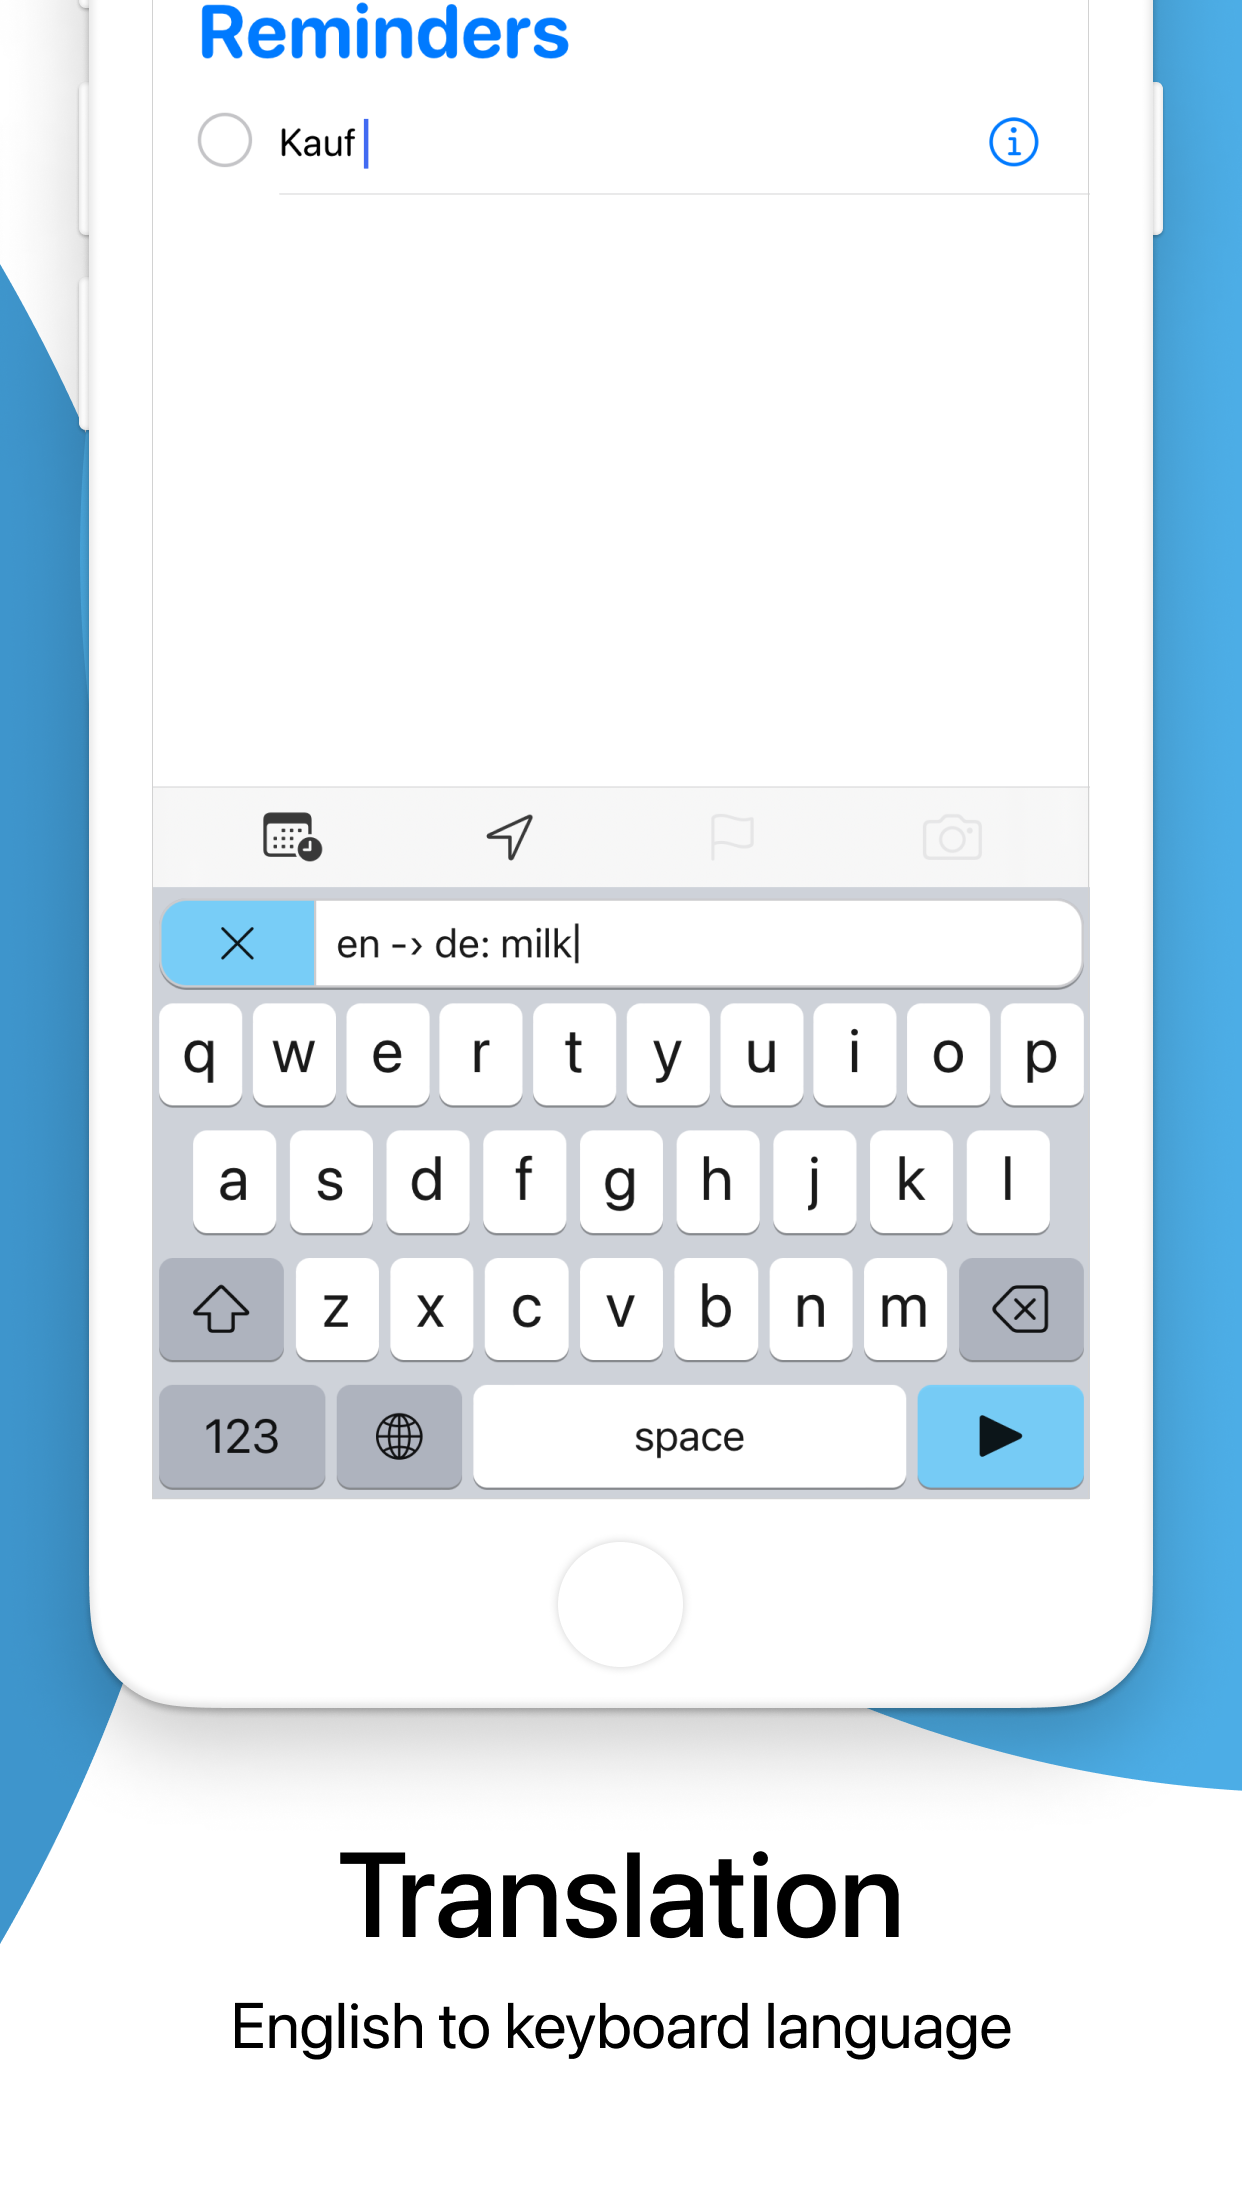 Reminders
Kauf
en -› de: milk
q w e r t y u i o p
a s d f g h j k l
z x c v b n m
123 space
Translation
English to keyboard language